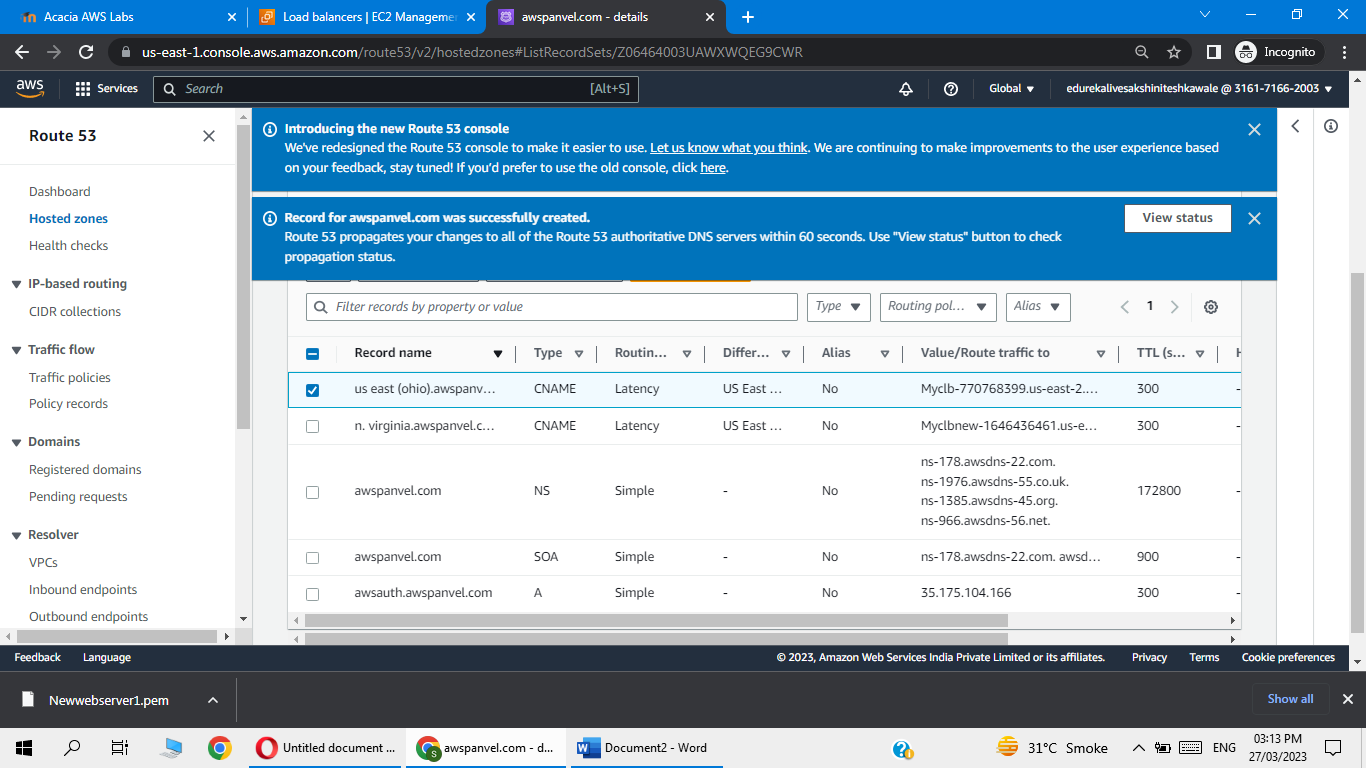 Acacia AWS Labs
Load balancers | EC2 Manageme
awspanvel.com - details
us-east-1.console.aws.amazon.com/route53/v2/hostedzones#ListRecordSets/Z06464003UAWXWQEG9CWR
Incognito
aws
Services
Search
[Alt+S]
Global
edurekalivesakshiniteshkawale @ 3161-7166-2003
Route 53
Dashboard
Hosted zones
Health checks
IP-based routing
CIDR collections
Traffic flow
Traffic policies
Policy records
Domains
Registered domains
Pending requests
Resolver
VPCs
Inbound endpoints
Outbound endpoints
Introducing the new Route 53 console
We've redesigned the Route 53 console to make it easier to use. Let us know what you think. We are continuing to make improvements to the user experience based
on your feedback, stay tuned! If you'd prefer to use the old console, click here.
Record for awspanvel.com was successfully created.
Route 53 propagates your changes to all of the Route 53 authoritative DNS servers within 60 seconds. Use "View status" button to check
propagation status.
View status
Filter records by property or value
Type
Routing pol...
Alias
1
Record name Type Routin... Differ... Alias Value/Route traffic to TTL (s... H
us east (ohio).awspanv... CNAME Latency US East ... No Myclb-770768399.us-east-2.... 300 -
n. virginia.awspanvel.c... CNAME Latency US East ... No Myclbnew-1646436461.us-e... 300 -
awspanvel.com NS Simple - No
ns-178.awsdns-22.com.
ns-1976.awsdns-55.co.uk.
ns-1385.awsdns-45.org.
ns-966.awsdns-56.net.
172800 -
awspanvel.com SOA Simple - No ns-178.awsdns-22.com. awsd... 900 -
awsauth.awspanvel.com A Simple - No 35.175.104.166 300 -
Feedback
Language
© 2023, Amazon Web Services India Private Limited or its affiliates.
Privacy
Terms
Cookie preferences
Newwebserver1.pem
Show all
Untitled document ...
awspanvel.com - d...
Document2 - Word
31°C Smoke
ENG
03:13 PM
27/03/2023